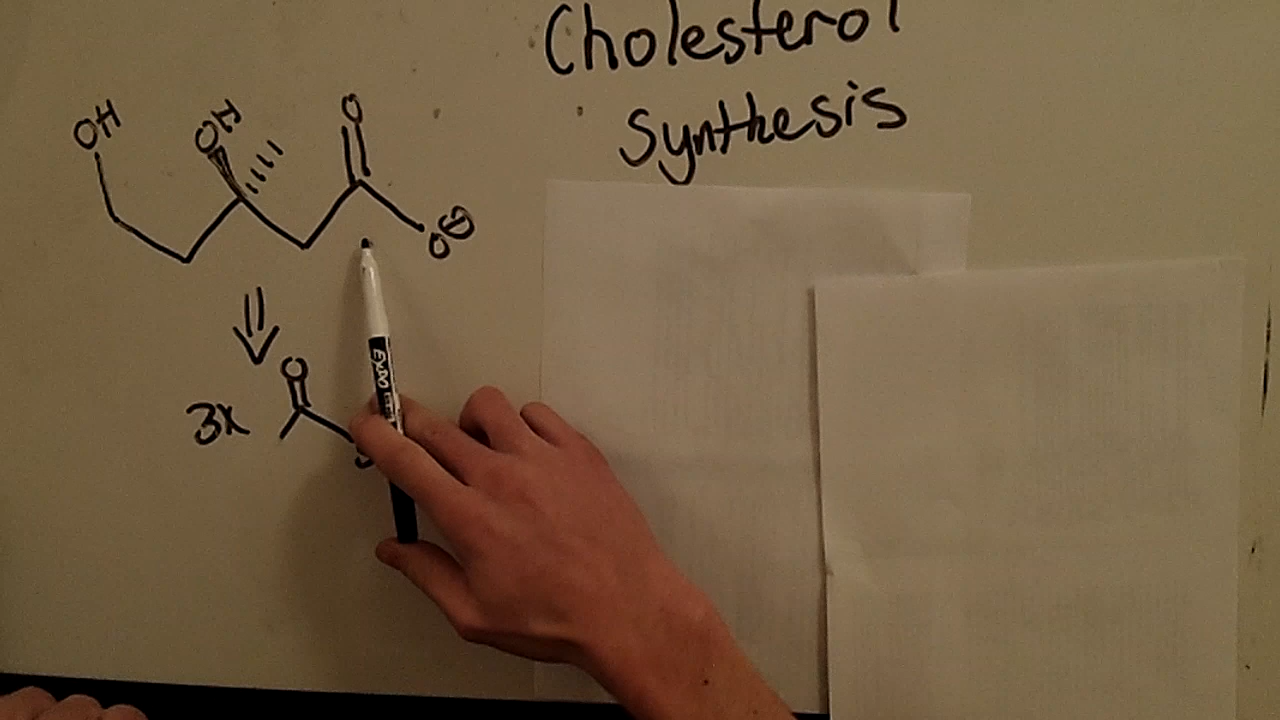 Cholesterol
Synthesis
OH
OH
O
O⊖
O
3x
S
EXPO